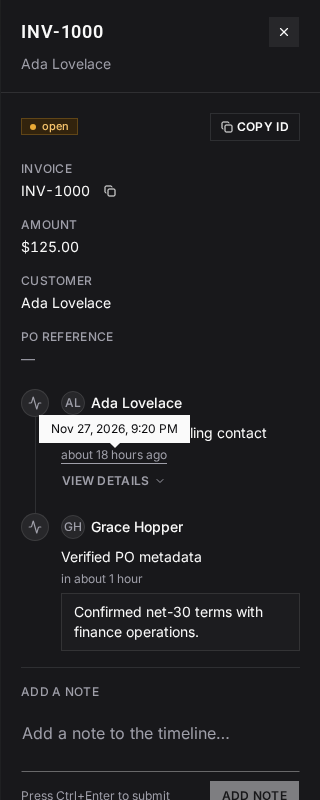 INV-1000
Ada Lovelace
open
COPY ID
INVOICE
INV-1000
AMOUNT
$125.00
CUSTOMER
Ada Lovelace
PO REFERENCE
—
AL Ada Lovelace
Nov 27, 2026, 9:20 PM
contact
about 18 hours ago
VIEW DETAILS
GH Grace Hopper
Verified PO metadata
in about 1 hour
Confirmed net-30 terms with
finance operations.
ADD A NOTE
Add a note to the timeline...
Press Ctrl+Enter to submit
ADD NOTE